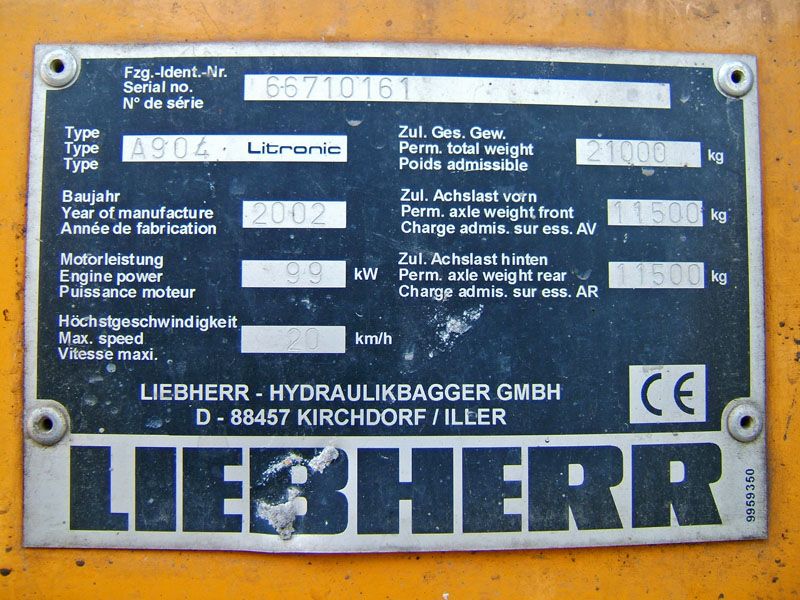 Fzg.-Ident.-Nr.
Serial no. 66710161
N° de série
Type
Type A904 Litronic
Type
Zul. Ges. Gew.
Perm. total weight 21000 kg
Poids admissible
Baujahr
Year of manufacture 2002
Année de fabrication
Zul. Achslast vorn
Perm. axle weight front 11500 kg
Charge admis. sur ess. AV
Motorleistung
Engine power 99 kW
Puissance moteur
Zul. Achslast hinten
Perm. axle weight rear 11500 kg
Charge admis. sur ess. AR
Höchstgeschwindigkeit
Max. speed 20 km/h
Vitesse maxi.
LIEBHERR - HYDRAULIKBAGGER GMBH
D - 88457 KIRCHDORF / ILLER
CE
LIEBHERR
9959350